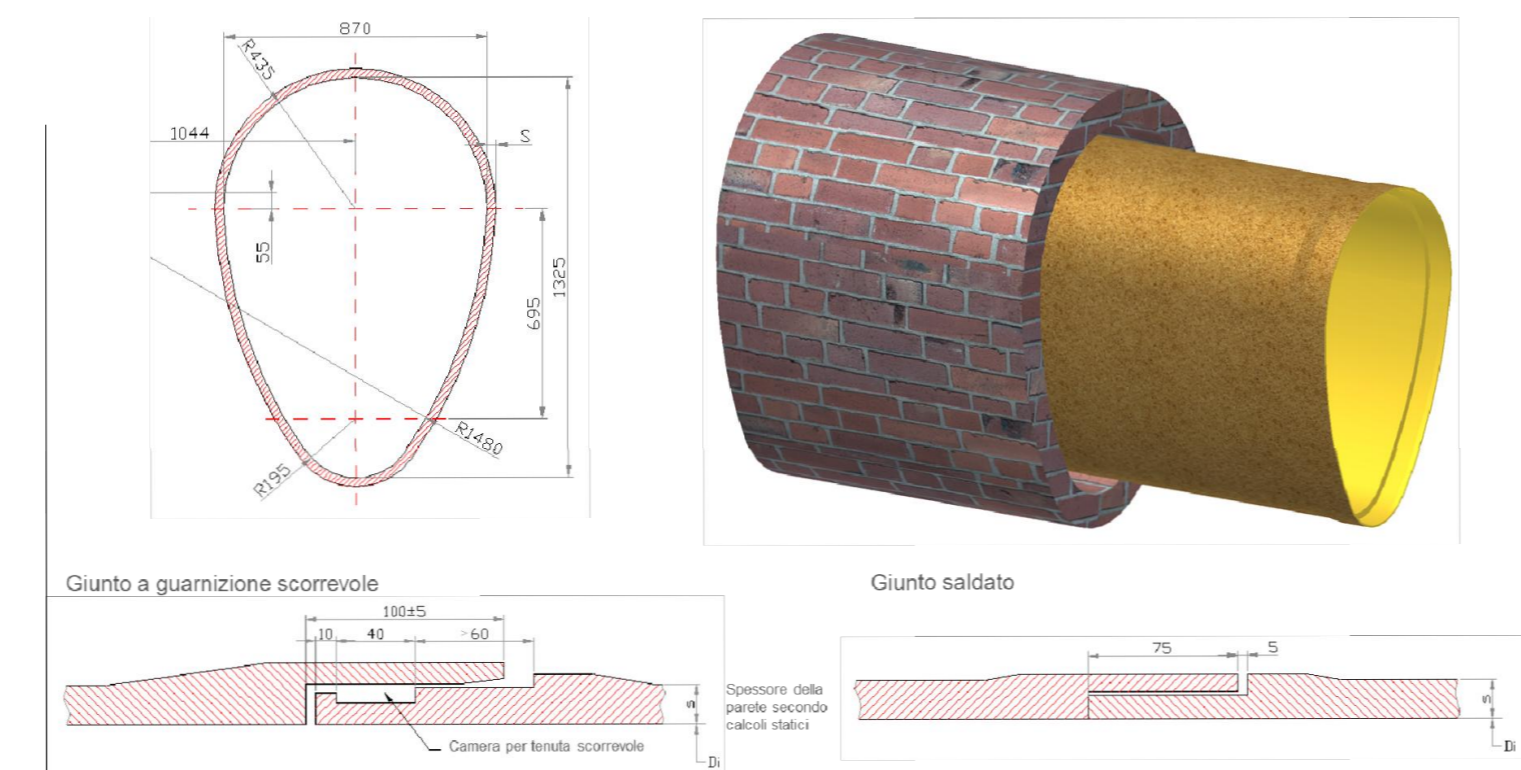 870
R435
1044
S
55
1325
695
R1480
R195
Giunto a guarnizione scorrevole
Giunto saldato
100±5
10
40
>60
75
5
Spessore della
parete secondo
calcoli statici
s
s
Camera per tenuta scorrevole
Di
Di